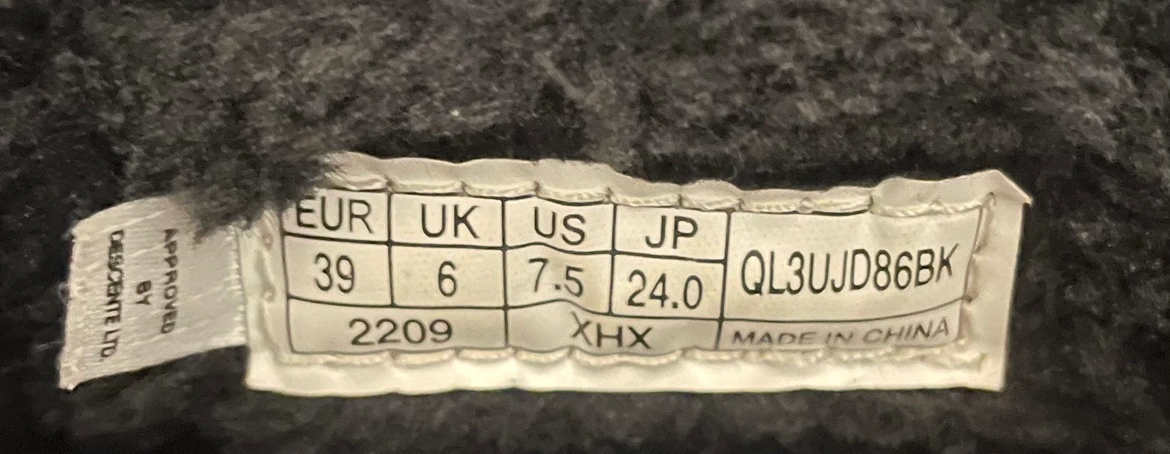 APPROVED
BY
DESCENTE LTD.
EUR UK US JP
39 6 7.5 24.0 QL3UJD86BK
2209 XHX MADE IN CHINA